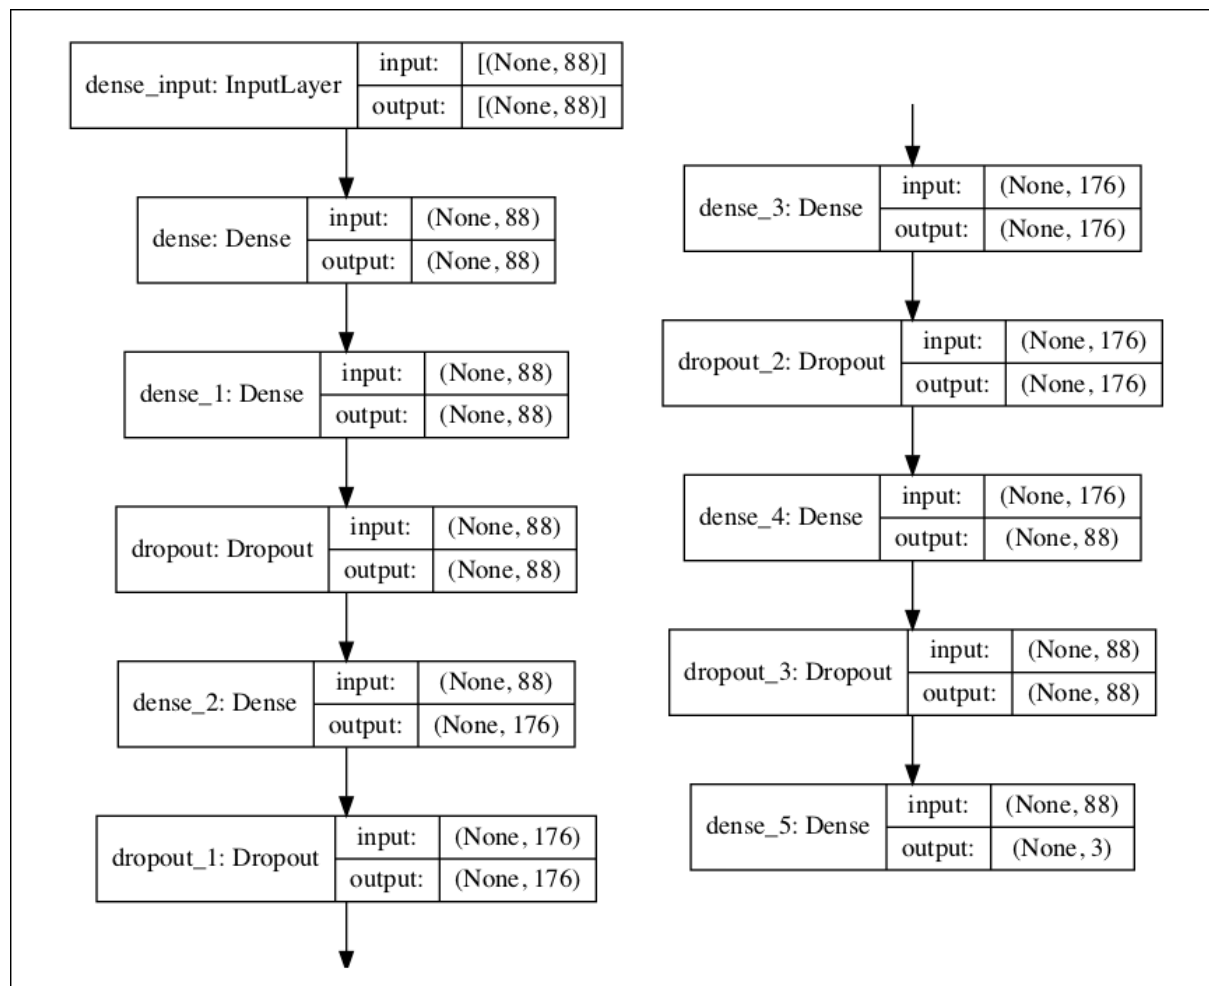 dense_input: InputLayer
input: [(None, 88)]
output: [(None, 88)]
dense: Dense
input: (None, 88)
output: (None, 88)
dense_1: Dense
input: (None, 88)
output: (None, 88)
dropout: Dropout
input: (None, 88)
output: (None, 88)
dense_2: Dense
input: (None, 88)
output: (None, 176)
dropout_1: Dropout
input: (None, 176)
output: (None, 176)
dense_3: Dense
input: (None, 176)
output: (None, 176)
dropout_2: Dropout
input: (None, 176)
output: (None, 176)
dense_4: Dense
input: (None, 176)
output: (None, 88)
dropout_3: Dropout
input: (None, 88)
output: (None, 88)
dense_5: Dense
input: (None, 88)
output: (None, 3)